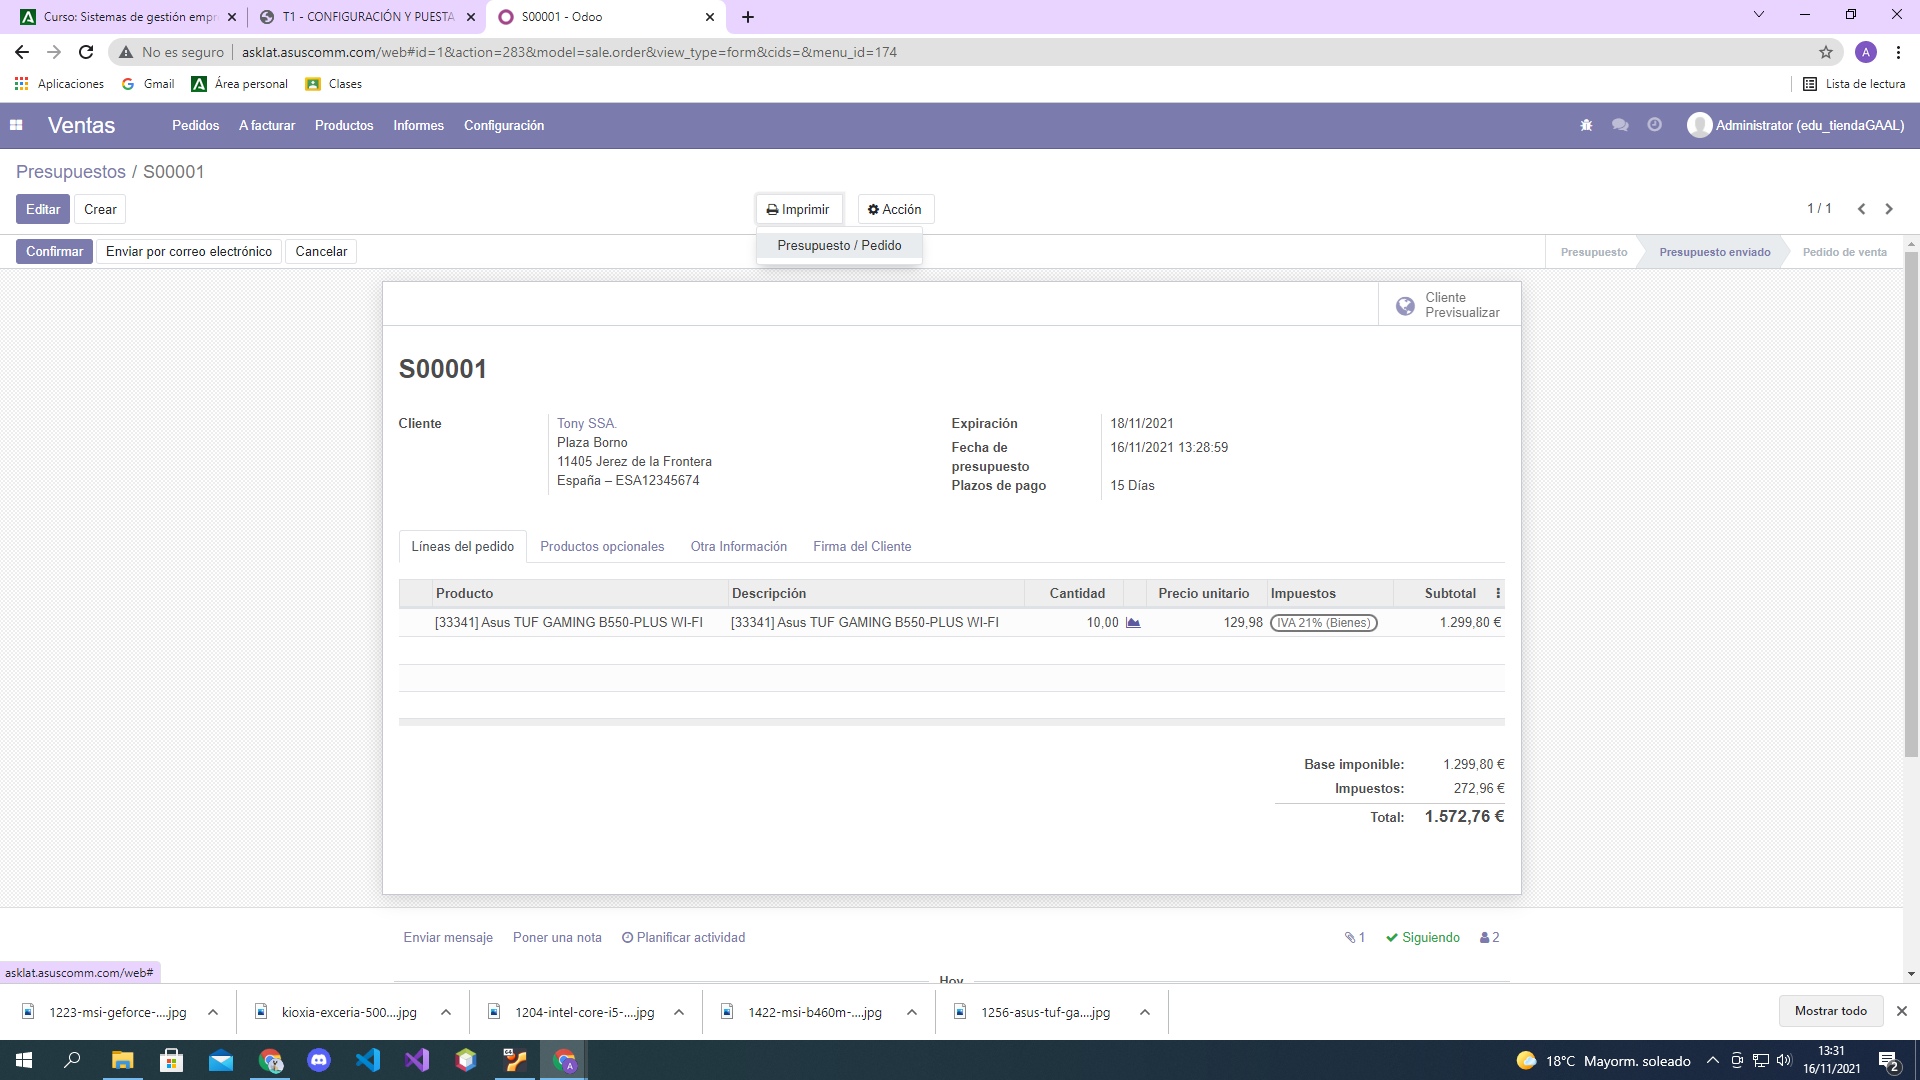 Curso: Sistemas de gestión empr
T1 - CONFIGURACIÓN Y PUESTA
S00001 - Odoo
No es seguro
asklat.asuscomm.com/web#id=1&action=283&model=sale.order&view_type=form&cids=&menu_id=174
A
Aplicaciones
Gmail
Área personal
Clases
Lista de lectura
Ventas
Pedidos
A facturar
Productos
Informes
Configuración
Administrator (edu_tiendaGAAL)
Presupuestos / S00001
Editar
Crear
Imprimir
Acción
1 / 1
Presupuesto / Pedido
Confirmar
Enviar por correo electrónico
Cancelar
Presupuesto
Presupuesto enviado
Pedido de venta
Cliente
Previsualizar
S00001
Cliente
Tony SSA.
Plaza Borno
11405 Jerez de la Frontera
España – ESA12345674
Expiración
18/11/2021
Fecha de
presupuesto
16/11/2021 13:28:59
Plazos de pago
15 Días
Líneas del pedido
Productos opcionales
Otra Información
Firma del Cliente
Producto
Descripción
Cantidad
Precio unitario
Impuestos
Subtotal
[33341] Asus TUF GAMING B550-PLUS WI-FI
[33341] Asus TUF GAMING B550-PLUS WI-FI
10,00
129,98
IVA 21% (Bienes)
1.299,80 €
Base imponible:
1.299,80 €
Impuestos:
272,96 €
Total:
1.572,76 €
Enviar mensaje
Poner una nota
Planificar actividad
1
Siguiendo
2
Hoy
asklat.asuscomm.com/web#
1223-msi-geforce-....jpg
kioxia-exceria-500....jpg
1204-intel-core-i5-....jpg
1422-msi-b460m-....jpg
1256-asus-tuf-ga....jpg
Mostrar todo
18°C Mayorm. soleado
13:31
16/11/2021
2